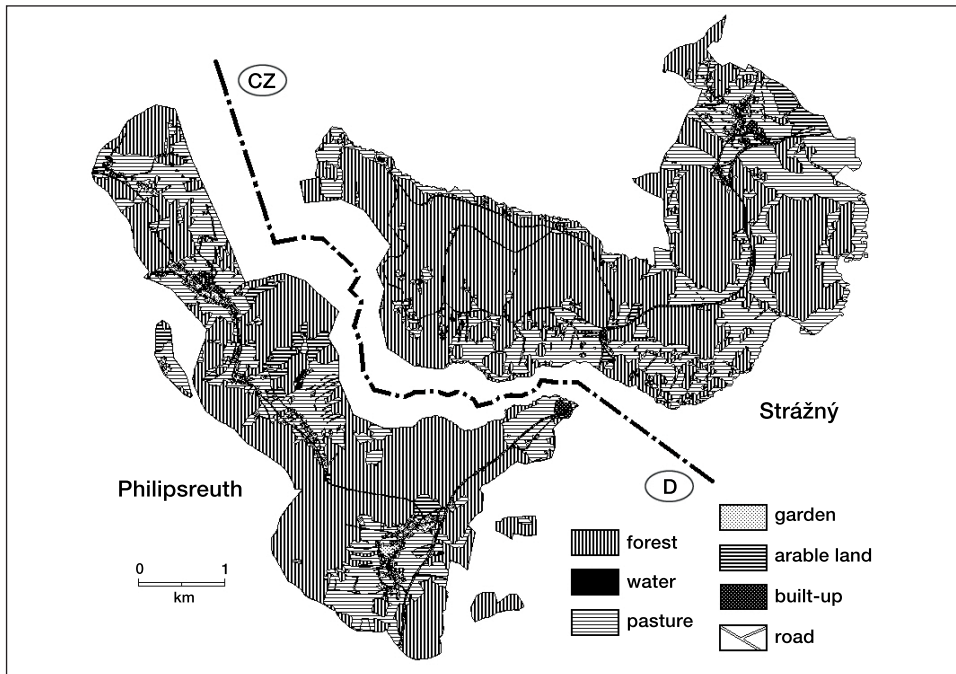 CZ
Strážný
Philipsreuth
D
0 1
km
forest
water
pasture
garden
arable land
built-up
road